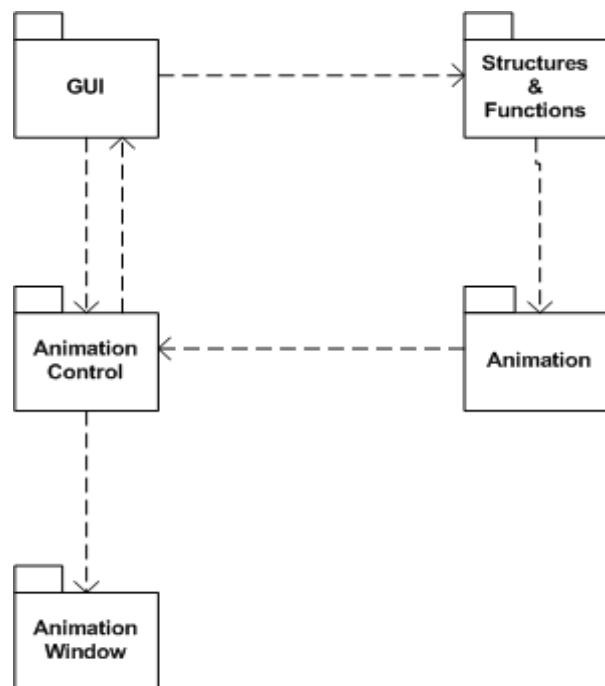 GUI
Structures
&
Functions
Animation
Control
Animation
Animation
Window